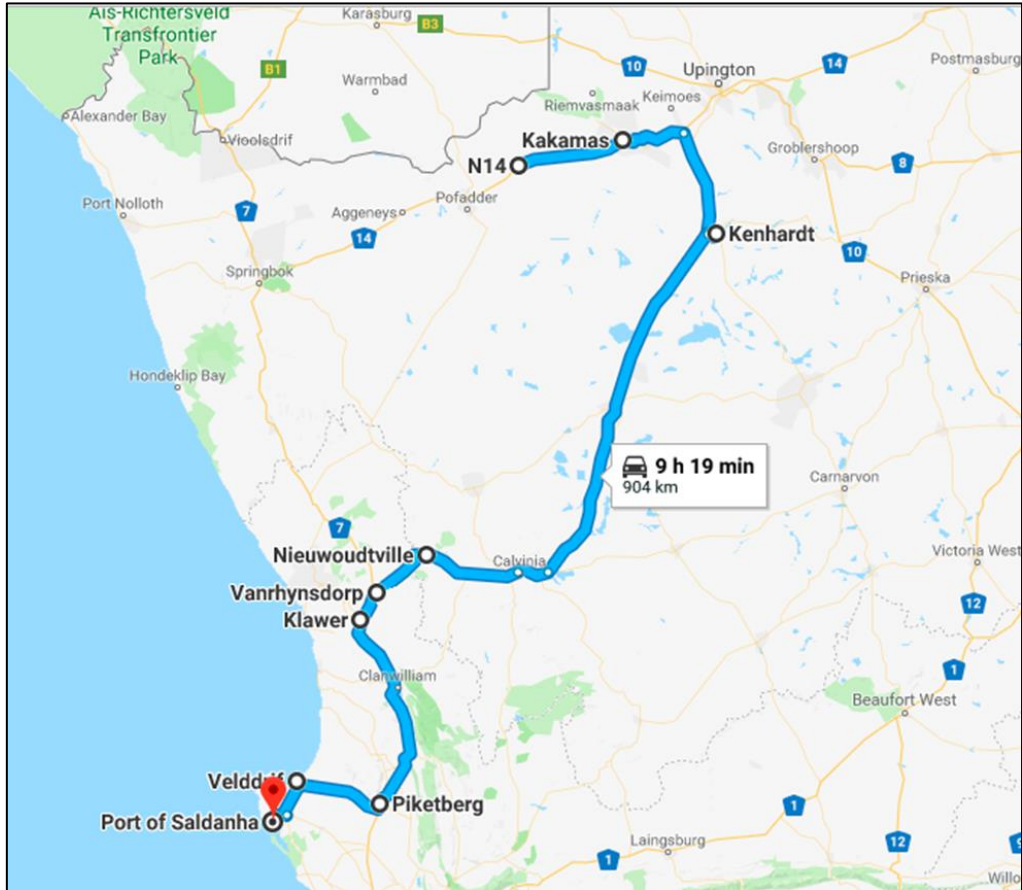 Ais-Richtersveld
Transfrontier
Park
Karasburg
B3
B1
Warmbad
10
Upington
14
Postmasburg
Riemvasmaak
Keimoes
Alexander Bay
Vioolsdrif
Kakamas
Groblershoop
8
N14
Port Nolloth
7
Aggeneys
Pofadder
14
Kenhardt
10
Springbok
Prieska
Hondeklip Bay
9 h 19 min
904 km
Carnarvon
7
Nieuwoudtville
Calvinia
Victoria West
Vanrhynsdorp
12
Klawer
1
Clanwilliam
Beaufort West
Velddrif
Piketberg
1
Port of Saldanha
Laingsburg
12
1